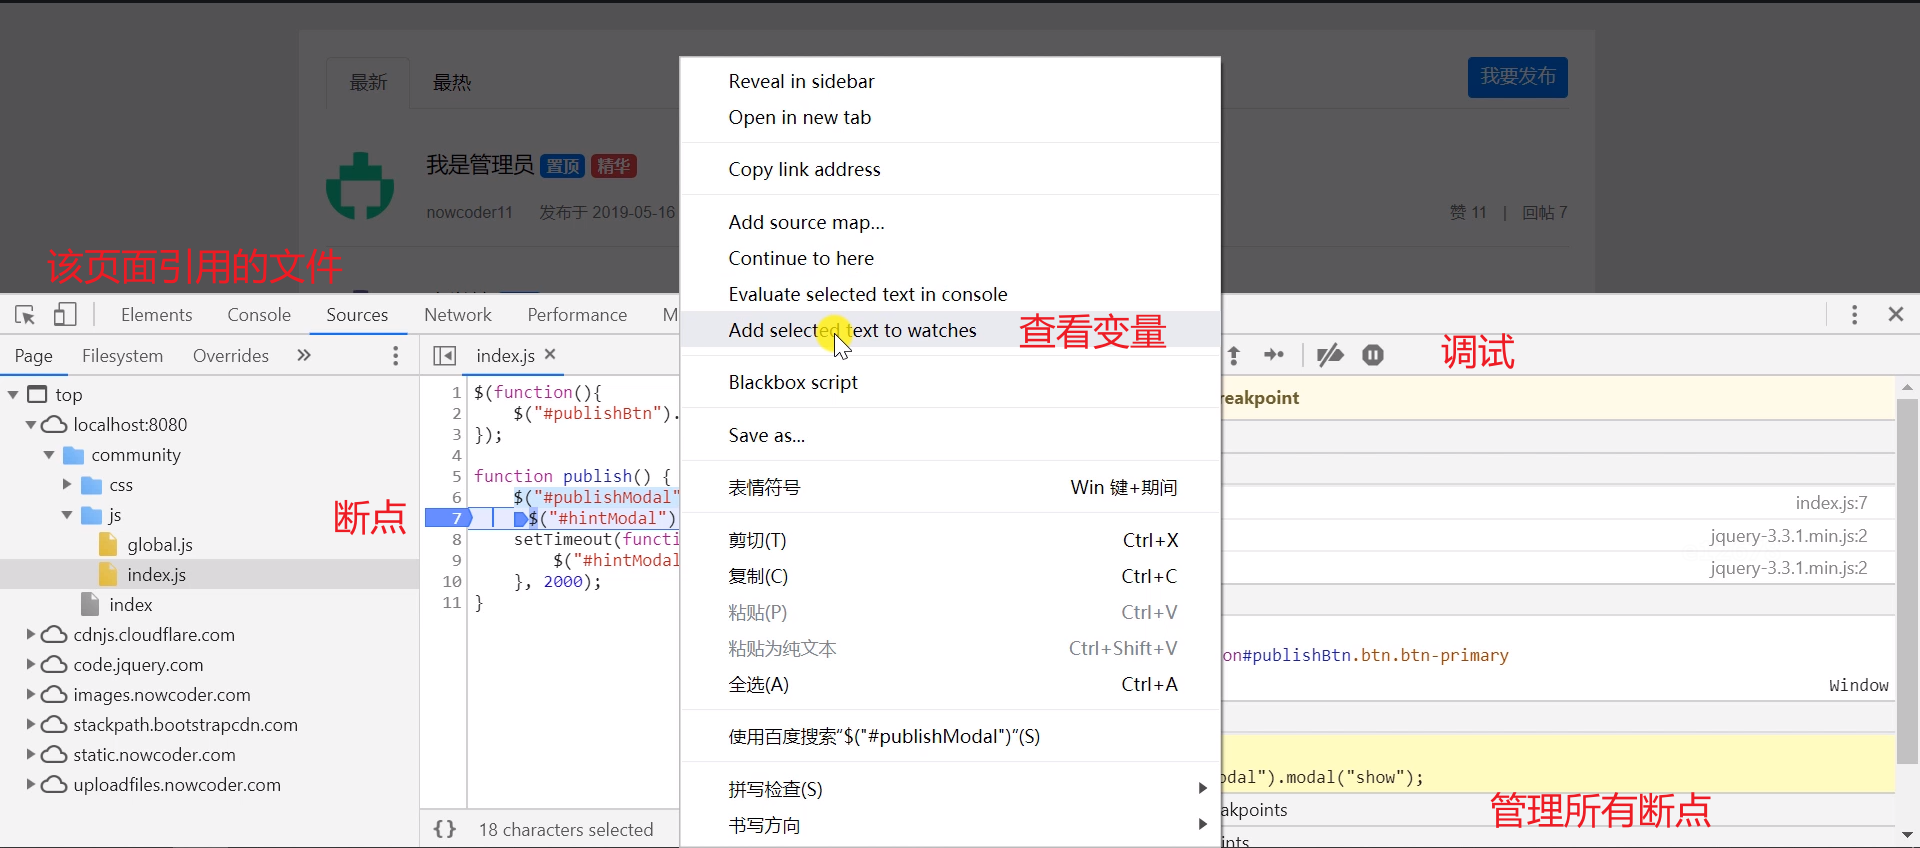 最新 最热 我要发布
我是管理员 置顶 精华
nowcoder11 发布于 2019-05-16 赞 11 | 回帖 7
该页面引用的文件
Elements Console Sources Network Performance M
Page Filesystem Overrides » index.js ×
top
localhost:8080
community
css
js
global.js
index.js
index
cdnjs.cloudflare.com
code.jquery.com
images.nowcoder.com
stackpath.bootstrapcdn.com
static.nowcoder.com
uploadfiles.nowcoder.com
断点
1 $(function(){
2 $("#publishBtn").
3 });
4
5 function publish() {
6 $("#publishModal"
7 $("#hintModal")
8 setTimeout(functi
9 $("#hintModal
10 }, 2000);
11 }
{} 18 characters selected
Reveal in sidebar
Open in new tab
Copy link address
Add source map...
Continue to here
Evaluate selected text in console
Add selected text to watches 查看变量
Blackbox script
Save as...
表情符号 Win 键+期间
剪切(T) Ctrl+X
复制(C) Ctrl+C
粘贴(P) Ctrl+V
粘贴为纯文本 Ctrl+Shift+V
全选(A) Ctrl+A
使用百度搜索“$("#publishModal")”(S)
拼写检查(S)
书写方向
调试
reakpoint
index.js:7
jquery-3.3.1.min.js:2
jquery-3.3.1.min.js:2
on#publishBtn.btn.btn-primary
Window
odal").modal("show");
akpoints
管理所有断点
ints